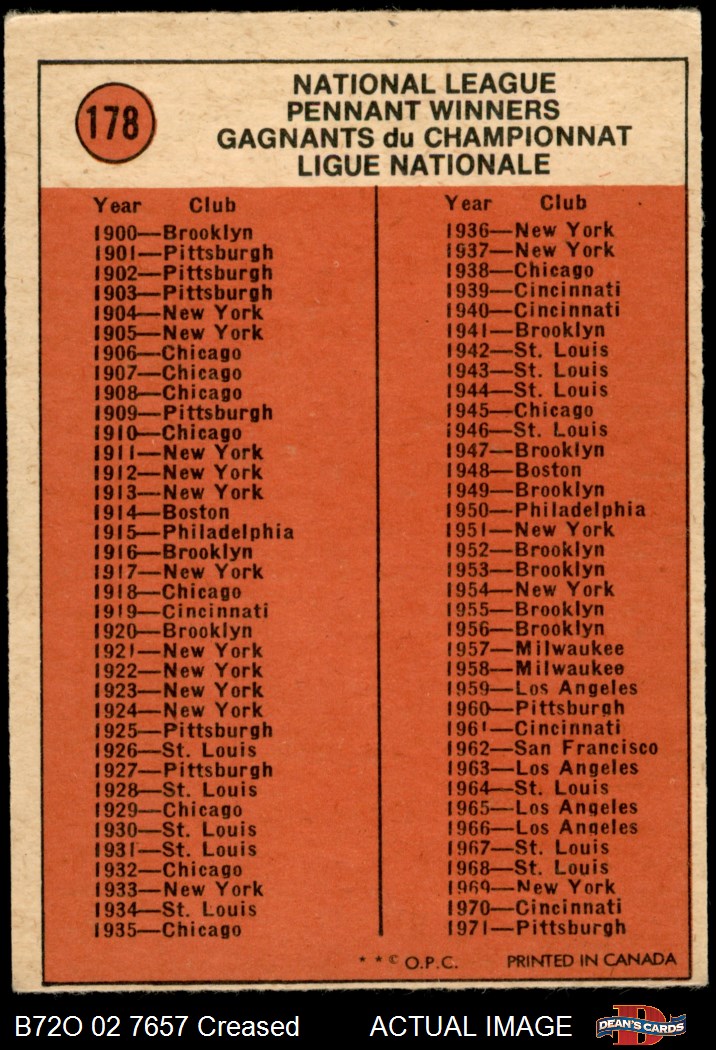 178
NATIONAL LEAGUE
PENNANT WINNERS
GAGNANTS du CHAMPIONNAT
LIGUE NATIONALE
Year Club
1900—Brooklyn
1901—Pittsburgh
1902—Pittsburgh
1903—Pittsburgh
1904—New York
1905—New York
1906—Chicago
1907—Chicago
1908—Chicago
1909—Pittsburgh
1910—Chicago
1911—New York
1912—New York
1913—New York
1914—Boston
1915—Philadelphia
1916—Brooklyn
1917—New York
1918—Chicago
1919—Cincinnati
1920—Brooklyn
1921—New York
1922—New York
1923—New York
1924—New York
1925—Pittsburgh
1926—St. Louis
1927—Pittsburgh
1928—St. Louis
1929—Chicago
1930—St. Louis
1931—St. Louis
1932—Chicago
1933—New York
1934—St. Louis
1935—Chicago
Year Club
1936—New York
1937—New York
1938—Chicago
1939—Cincinnati
1940—Cincinnati
1941—Brooklyn
1942—St. Louis
1943—St. Louis
1944—St. Louis
1945—Chicago
1946—St. Louis
1947—Brooklyn
1948—Boston
1949—Brooklyn
1950—Philadelphia
1951—New York
1952—Brooklyn
1953—Brooklyn
1954—New York
1955—Brooklyn
1956—Brooklyn
1957—Milwaukee
1958—Milwaukee
1959—Los Angeles
1960—Pittsburgh
1961—Cincinnati
1962—San Francisco
1963—Los Angeles
1964—St. Louis
1965—Los Angeles
1966—Los Angeles
1967—St. Louis
1968—St. Louis
1969—New York
1970—Cincinnati
1971—Pittsburgh
* * © O.P.C. PRINTED IN CANADA
B72O 02 7657 Creased ACTUAL IMAGE
D DEAN'S CARDS